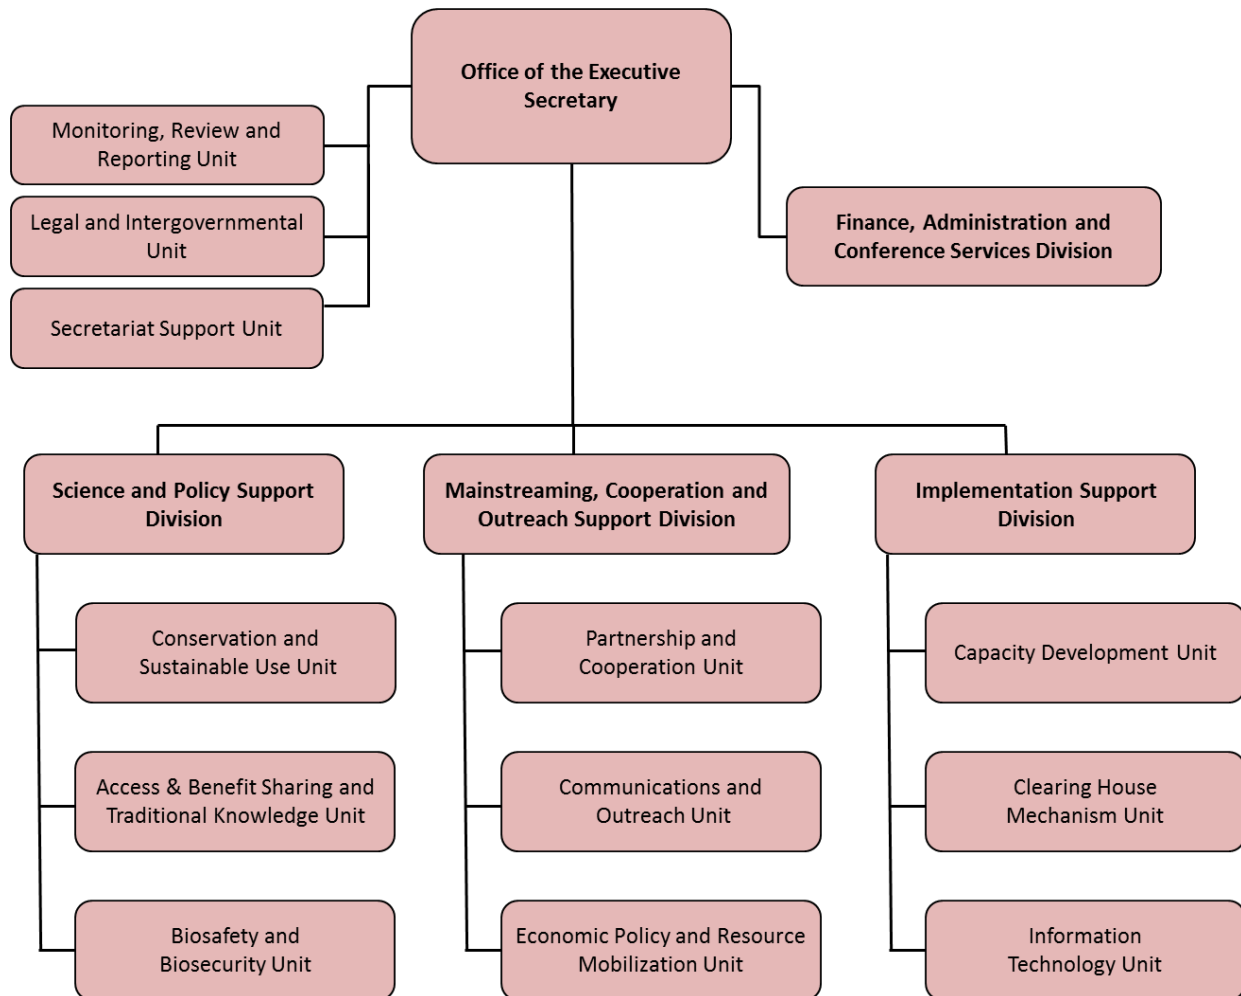 Office of the Executive
Secretary
Monitoring, Review and
Reporting Unit
Legal and Intergovernmental
Unit
Secretariat Support Unit
Finance, Administration and
Conference Services Division
Science and Policy Support
Division
Mainstreaming, Cooperation and
Outreach Support Division
Implementation Support
Division
Conservation and
Sustainable Use Unit
Partnership and
Cooperation Unit
Capacity Development Unit
Access & Benefit Sharing and
Traditional Knowledge Unit
Communications and
Outreach Unit
Clearing House
Mechanism Unit
Biosafety and
Biosecurity Unit
Economic Policy and Resource
Mobilization Unit
Information
Technology Unit